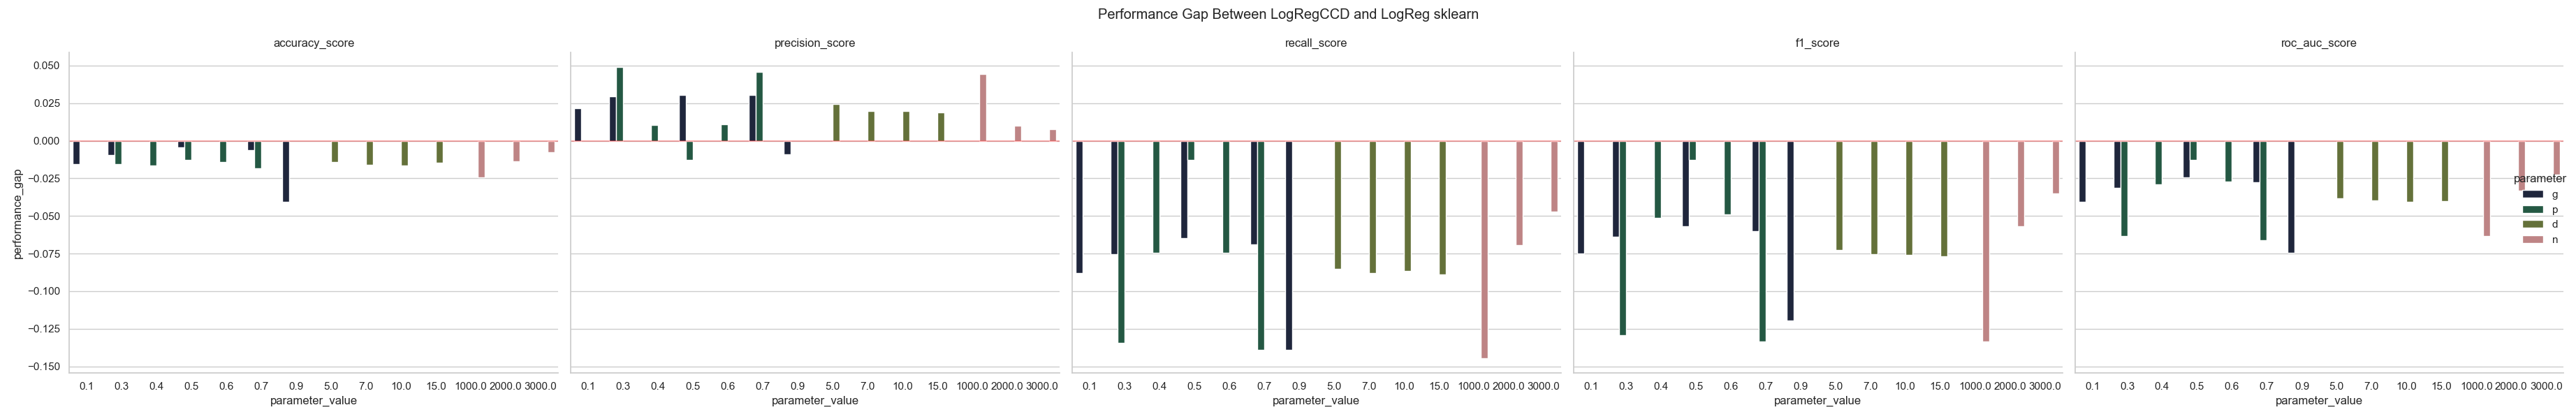 Performance Gap Between LogRegCCD and LogReg sklearn
accuracy_score
precision_score
recall_score
f1_score
roc_auc_score
performance_gap
0.050
0.025
0.000
−0.025
−0.050
−0.075
−0.100
−0.125
−0.150
0.1 0.3 0.4 0.5 0.6 0.7 0.9 5.0 7.0 10.0 15.0 1000.0 2000.0 3000.0
parameter_value
0.1 0.3 0.4 0.5 0.6 0.7 0.9 5.0 7.0 10.0 15.0 1000.0 2000.0 3000.0
parameter_value
0.1 0.3 0.4 0.5 0.6 0.7 0.9 5.0 7.0 10.0 15.0 1000.0 2000.0 3000.0
parameter_value
0.1 0.3 0.4 0.5 0.6 0.7 0.9 5.0 7.0 10.0 15.0 1000.0 2000.0 3000.0
parameter_value
0.1 0.3 0.4 0.5 0.6 0.7 0.9 5.0 7.0 10.0 15.0 1000.0 2000.0 3000.0
parameter_value
parameter
g
p
d
n